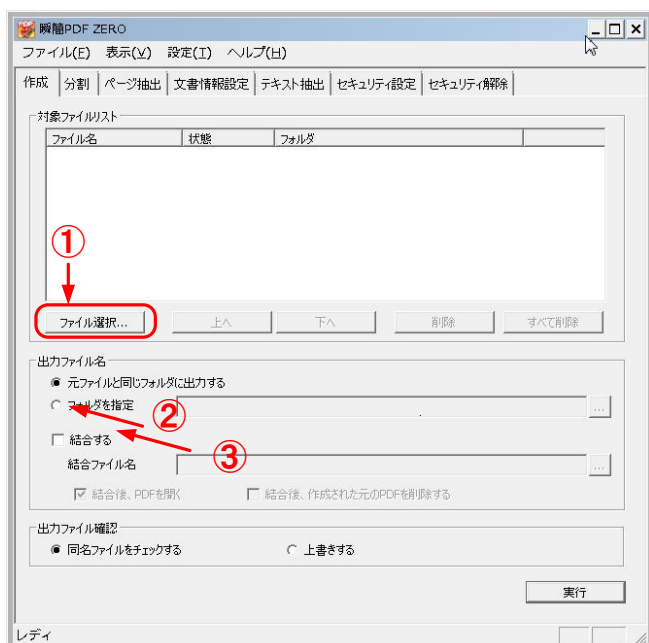 瞬簡PDF ZERO
ファイル(F) 表示(V) 設定(T) ヘルプ(H)
作成 分割 ページ抽出 文書情報設定 テキスト抽出 セキュリティ設定 セキュリティ解除
対象ファイルリスト
ファイル名 状態 フォルダ
①
ファイル選択... 上へ 下へ 削除 すべて削除
出力ファイル名
元ファイルと同じフォルダに出力する
フォルダを指定 ...
②
結合する
③
結合ファイル名 ...
結合後、PDFを開く 結合後、作成された元のPDFを削除する
出力ファイル確認
同名ファイルをチェックする 上書きする
実行
レディ